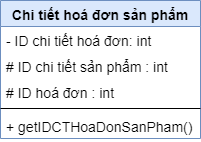 Chi tiết hoá đơn sản phẩm
- ID chi tiết hoá đơn: int
# ID chi tiết sản phẩm : int
# ID hoá đơn : int
+ getIDCTHoaDonSanPham()